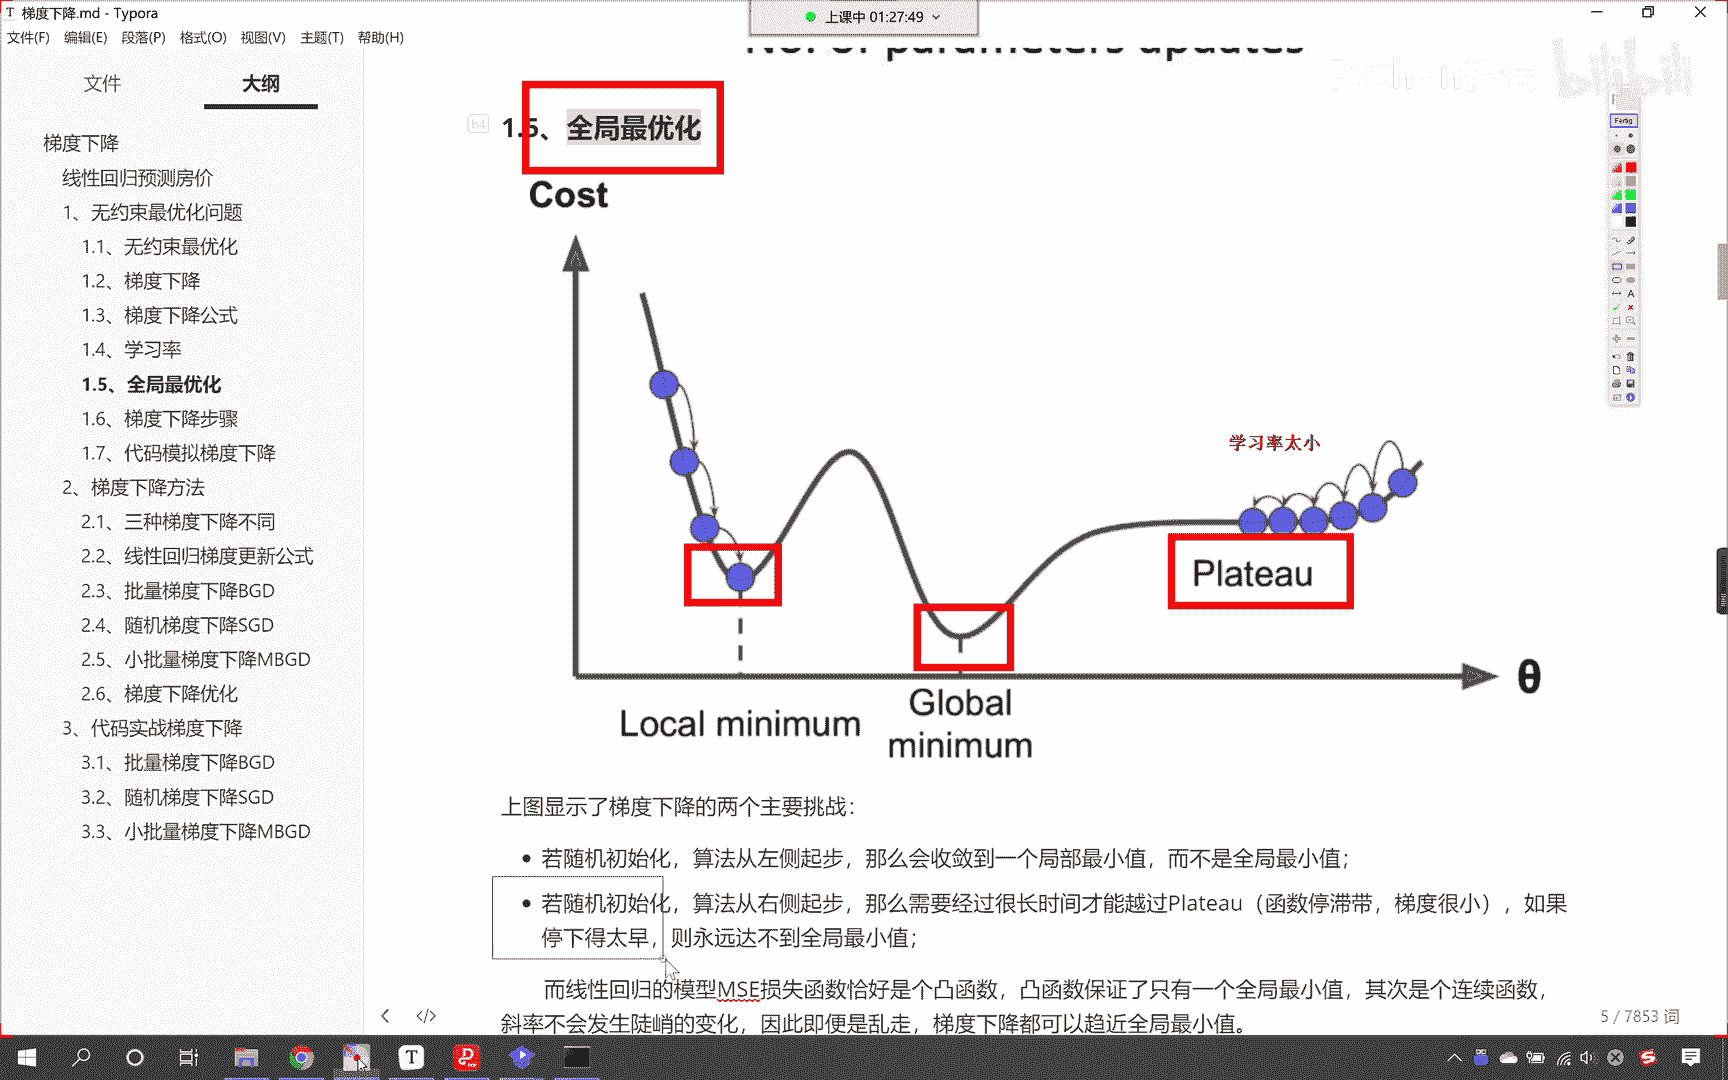 梯度下降.md - Typora
上课中 01:27:49
文件(F) 编辑(E) 段落(P) 格式(O) 视图(V) 主题(T) 帮助(H)
No. of parameters updates
bilibili
文件 大纲
Fertig
梯度下降
线性回归预测房价
1、无约束最优化问题
1.1、无约束最优化
1.2、梯度下降
1.3、梯度下降公式
1.4、学习率
1.5、全局最优化
1.6、梯度下降步骤
1.7、代码模拟梯度下降
2、梯度下降方法
2.1、三种梯度下降不同
2.2、线性回归梯度更新公式
2.3、批量梯度下降BGD
2.4、随机梯度下降SGD
2.5、小批量梯度下降MBGD
2.6、梯度下降优化
3、代码实战梯度下降
3.1、批量梯度下降BGD
3.2、随机梯度下降SGD
3.3、小批量梯度下降MBGD
h4
1.5、全局最优化
Cost
学习率太小
Plateau
θ
Local minimum
Global
minimum
上图显示了梯度下降的两个主要挑战：
若随机初始化，算法从左侧起步，那么会收敛到一个局部最小值，而不是全局最小值；
若随机初始化，算法从右侧起步，那么需要经过很长时间才能越过Plateau（函数停滞带，梯度很小），如果
停下得太早，则永远达不到全局最小值；
而线性回归的模型MSE损失函数恰好是个凸函数，凸函数保证了只有一个全局最小值，其次是个连续函数，
斜率不会发生陡峭的变化，因此即便是乱走，梯度下降都可以趋近全局最小值。
5 / 7853 词